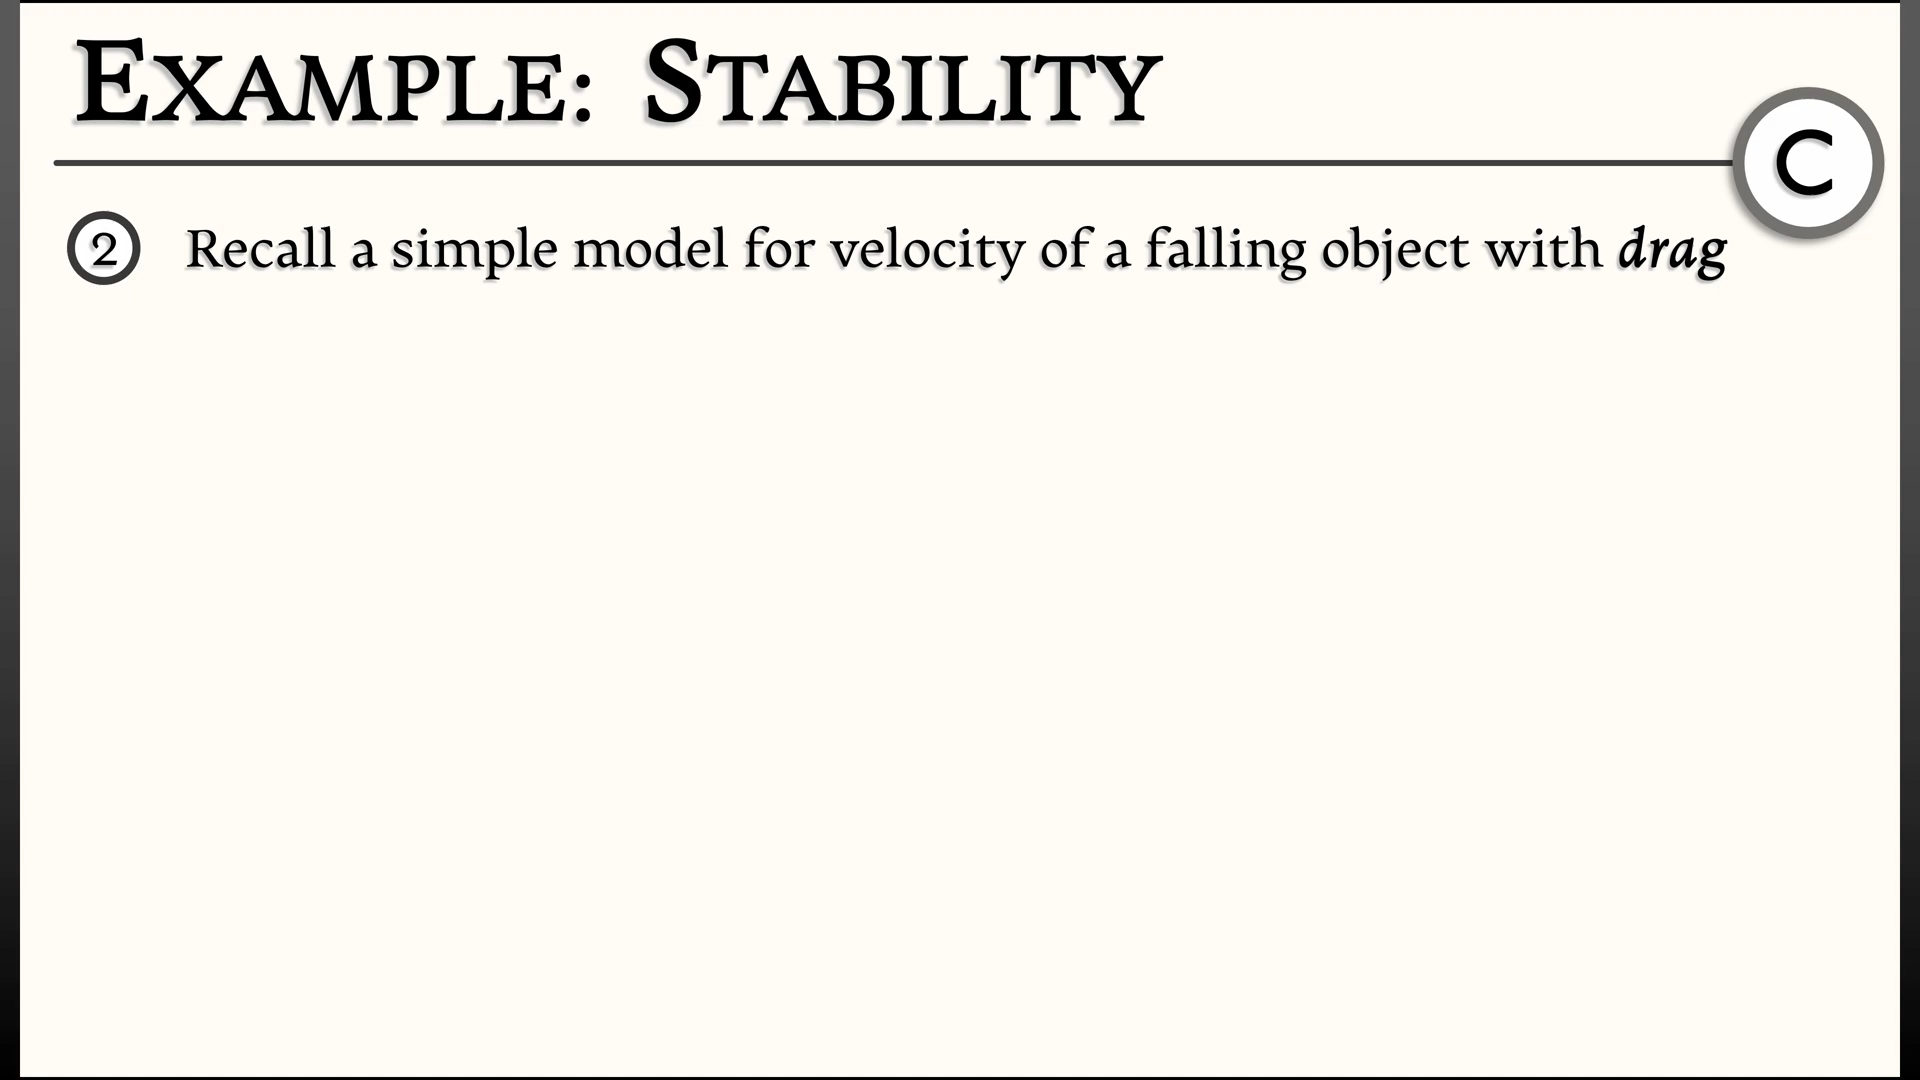 EXAMPLE: STABILITY
C
2 Recall a simple model for velocity of a falling object with drag